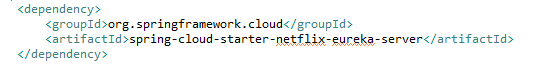 <dependency>
<groupId>org.springframework.cloud</groupId>
<artifactId>spring-cloud-starter-netflix-eureka-server</artifactId>
</dependency>